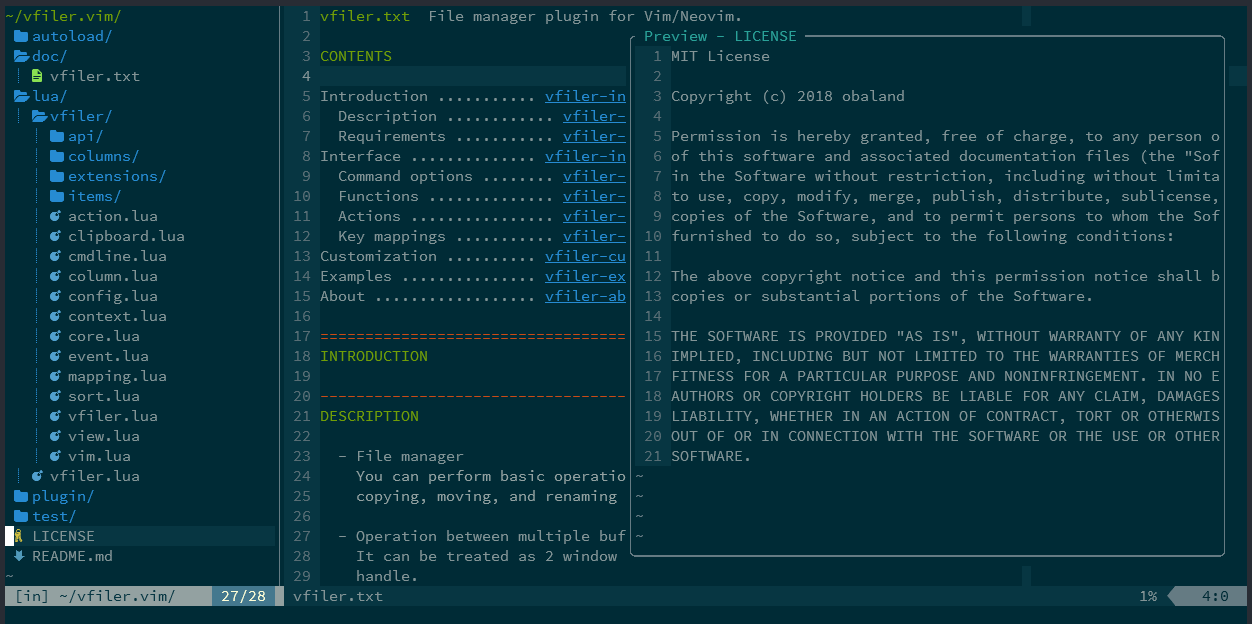 ~/vfiler.vim/
autoload/
doc/
vfiler.txt
lua/
vfiler/
api/
columns/
extensions/
items/
action.lua
clipboard.lua
cmdline.lua
column.lua
config.lua
context.lua
core.lua
event.lua
mapping.lua
sort.lua
vfiler.lua
view.lua
vim.lua
vfiler.lua
plugin/
test/
LICENSE
README.md
~
[in] ~/vfiler.vim/ 27/28
1 vfiler.txt  File manager plugin for Vim/Neovim.
2
3 CONTENTS
4
5 Introduction ........... vfiler-in
6   Description ............ vfiler-
7   Requirements ........... vfiler-
8 Interface .............. vfiler-in
9   Command options ........ vfiler-
10   Functions .............. vfiler-
11   Actions ................ vfiler-
12   Key mappings ........... vfiler-
13 Customization .......... vfiler-cu
14 Examples ............... vfiler-ex
15 About .................. vfiler-ab
16
17 ==================================
18 INTRODUCTION
19
20 ----------------------------------
21 DESCRIPTION
22
23   - File manager
24     You can perform basic operatio
25     copying, moving, and renaming
26
27   - Operation between multiple buf
28     It can be treated as 2 window
29     handle.
vfiler.txt 1% 4:0
Preview - LICENSE
1 MIT License
2
3 Copyright (c) 2018 obaland
4
5 Permission is hereby granted, free of charge, to any person o
6 of this software and associated documentation files (the "Sof
7 in the Software without restriction, including without limita
8 to use, copy, modify, merge, publish, distribute, sublicense,
9 copies of the Software, and to permit persons to whom the Sof
10 furnished to do so, subject to the following conditions:
11
12 The above copyright notice and this permission notice shall b
13 copies or substantial portions of the Software.
14
15 THE SOFTWARE IS PROVIDED "AS IS", WITHOUT WARRANTY OF ANY KIN
16 IMPLIED, INCLUDING BUT NOT LIMITED TO THE WARRANTIES OF MERCH
17 FITNESS FOR A PARTICULAR PURPOSE AND NONINFRINGEMENT. IN NO E
18 AUTHORS OR COPYRIGHT HOLDERS BE LIABLE FOR ANY CLAIM, DAMAGES
19 LIABILITY, WHETHER IN AN ACTION OF CONTRACT, TORT OR OTHERWIS
20 OUT OF OR IN CONNECTION WITH THE SOFTWARE OR THE USE OR OTHER
21 SOFTWARE.
~
~
~
~